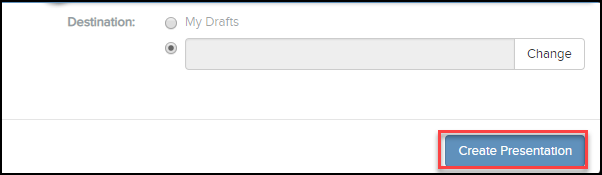 Destination: My Drafts
Change
Create Presentation